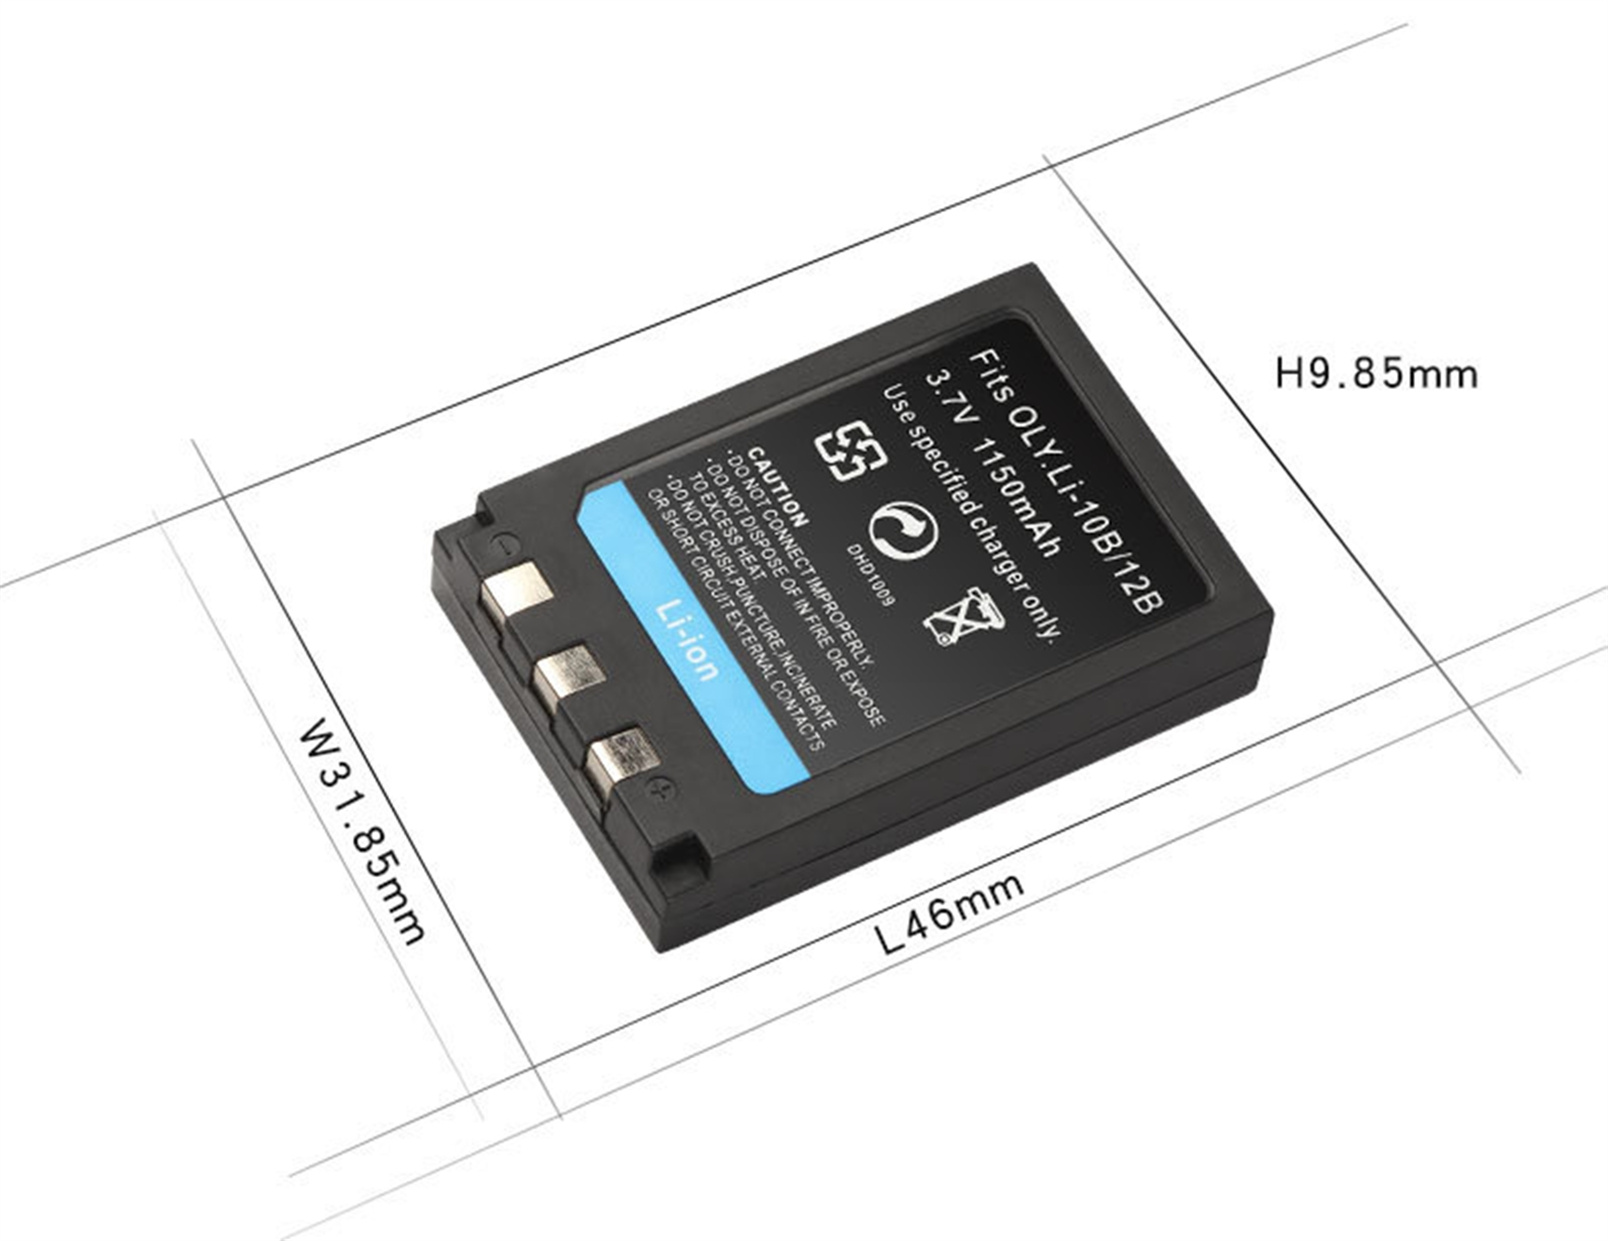 Fits OLY.Li-10B/12B
3.7V 1150mAh
Use specified charger only.
DHD1009
CAUTION
·DO NOT CONNECT IMPROPERLY.
·DO NOT DISPOSE OF IN FIRE OR EXPOSE
TO EXCESS HEAT.
·DO NOT CRUSH,PUNCTURE,INCINERATE
OR SHORT CIRCUIT EXTERNAL CONTACTS
Li-ion
-
+
H9.85mm
W31.85mm
L46mm